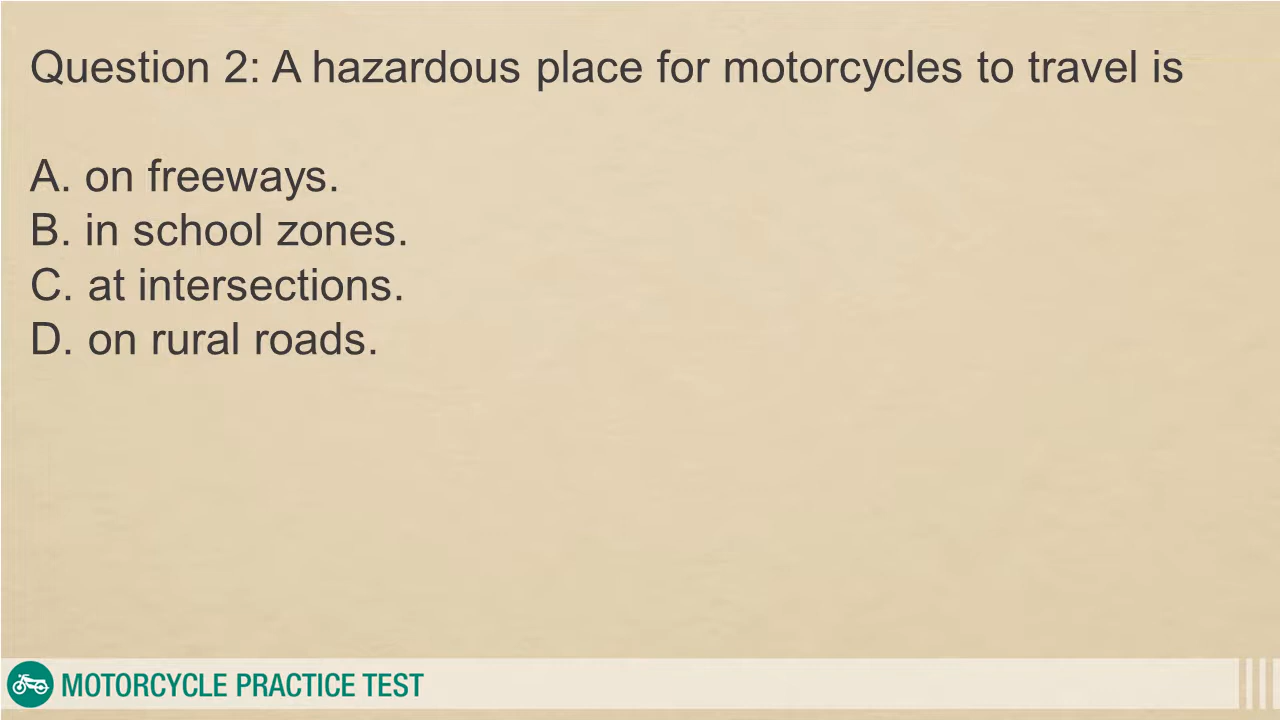 Question 2: A hazardous place for motorcycles to travel is
A. on freeways.
B. in school zones.
C. at intersections.
D. on rural roads.
MOTORCYCLE PRACTICE TEST